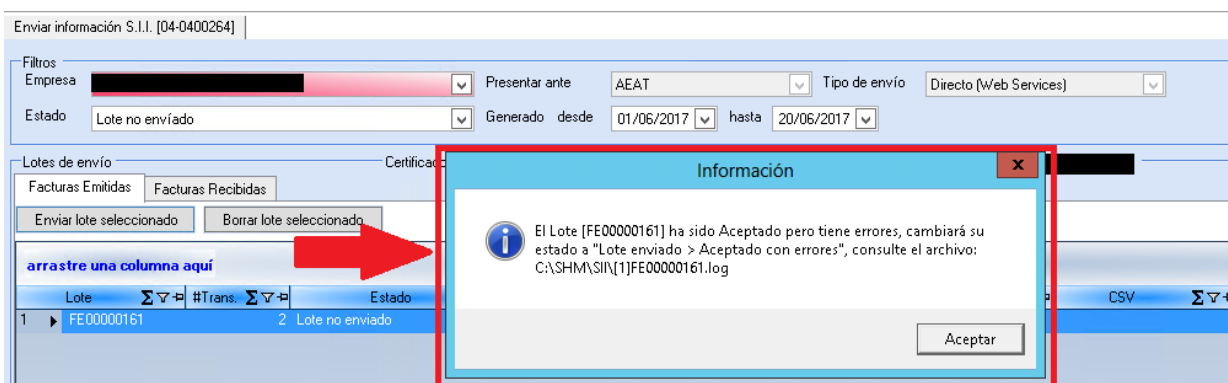 Enviar información S.I.I. [04-0400264]
Filtros
Empresa Presentar ante AEAT Tipo de envío Directo (Web Services)
Estado Lote no envíado Generado desde 01/06/2017 hasta 20/06/2017
Lotes de envío
Facturas Emitidas Facturas Recibidas
Enviar lote seleccionado Borrar lote seleccionado
arrastre una columna aquí
Lote #Trans. Estado CSV
1 FE00000161 2 Lote no enviado
Información
x
El Lote [FE00000161] ha sido Aceptado pero tiene errores, cambiará su
estado a "Lote enviado > Aceptado con errores", consulte el archivo:
C:\SHM\SII\[1]FE00000161.log
Aceptar